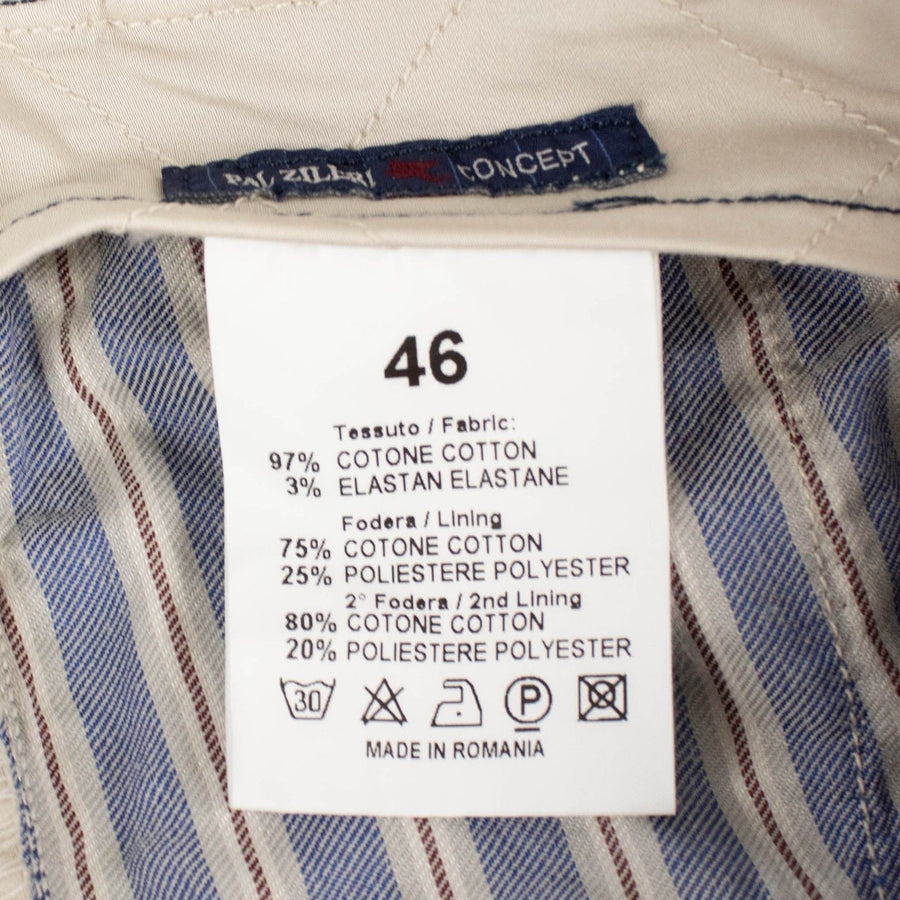 PAL ZILERI CONCEPT
46
Tessuto / Fabric:
97% COTONE COTTON
3% ELASTAN ELASTANE
Fodera / Lining
75% COTONE COTTON
25% POLIESTERE POLYESTER
2° Fodera / 2nd Lining
80% COTONE COTTON
20% POLIESTERE POLYESTER
30 P
MADE IN ROMANIA